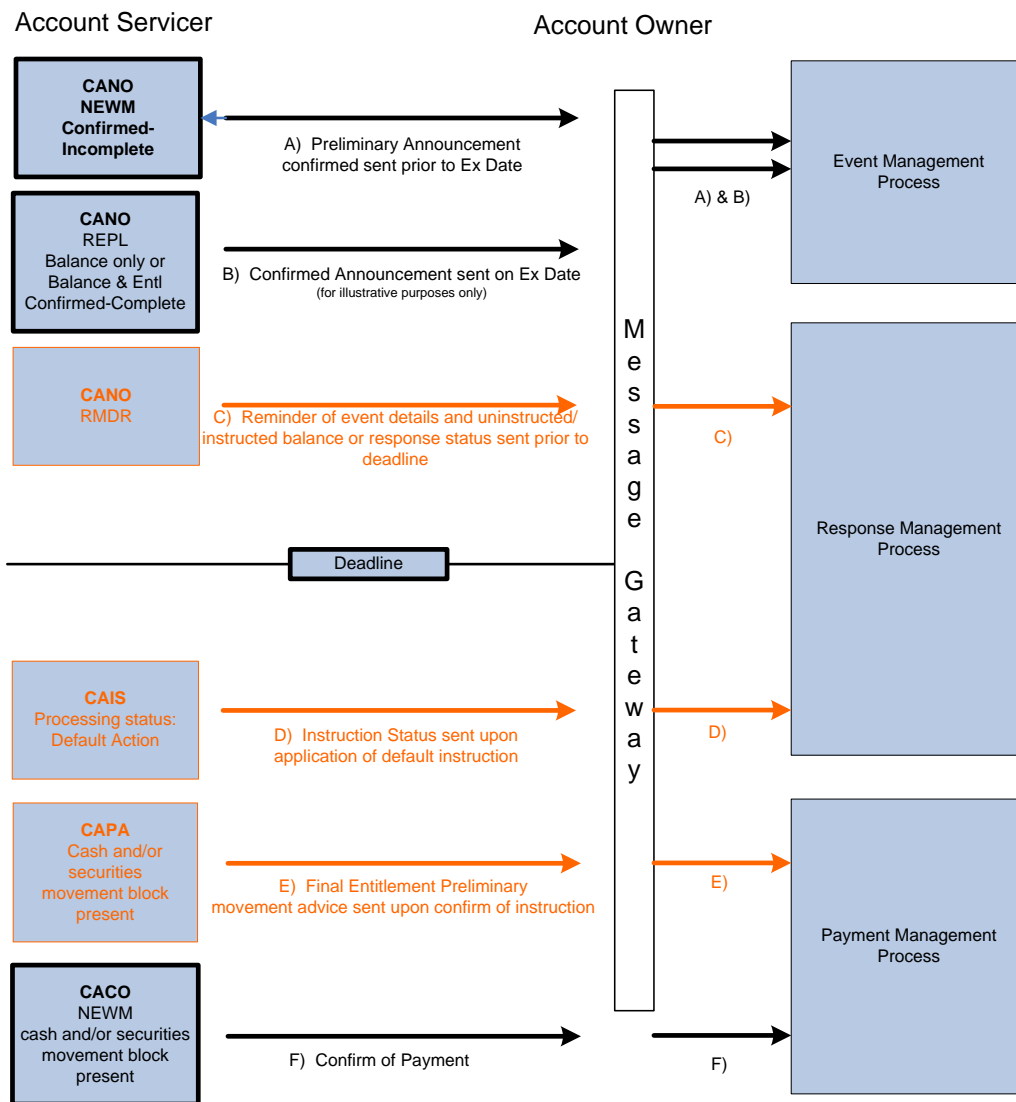 Account Servicer
Account Owner
CANO
NEWM
Confirmed-
Incomplete
A) Preliminary Announcement
confirmed sent prior to Ex Date
A) & B)
Event Management
Process
CANO
REPL
Balance only or
Balance & Entl
Confirmed-Complete
B) Confirmed Announcement sent on Ex Date
(for illustrative purposes only)
Message Gateway
CANO
RMDR
C) Reminder of event details and uninstructed/
instructed balance or response status sent prior to
deadline
C)
Response Management
Process
Deadline
CAIS
Processing status:
Default Action
D) Instruction Status sent upon
application of default instruction
D)
CAPA
Cash and/or
securities
movement block
present
E) Final Entitlement Preliminary
movement advice sent upon confirm of instruction
E)
Payment Management
Process
CACO
NEWM
cash and/or securities
movement block
present
F) Confirm of Payment
F)